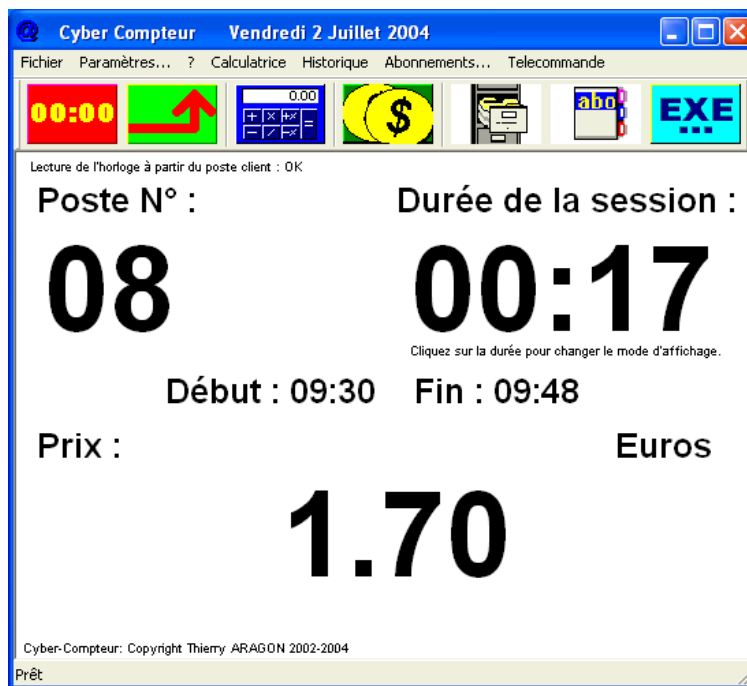 Cyber Compteur Vendredi 2 Juillet 2004
Fichier Paramètres... ? Calculatrice Historique Abonnements... Telecommande
00:00 0.00 $ abo EXE
Lecture de l'horloge à partir du poste client : OK
Poste N° : Durée de la session :
08 00:17
Cliquez sur la durée pour changer le mode d'affichage.
Début : 09:30 Fin : 09:48
Prix : Euros
1.70
Cyber-Compteur: Copyright Thierry ARAGON 2002-2004
Prêt